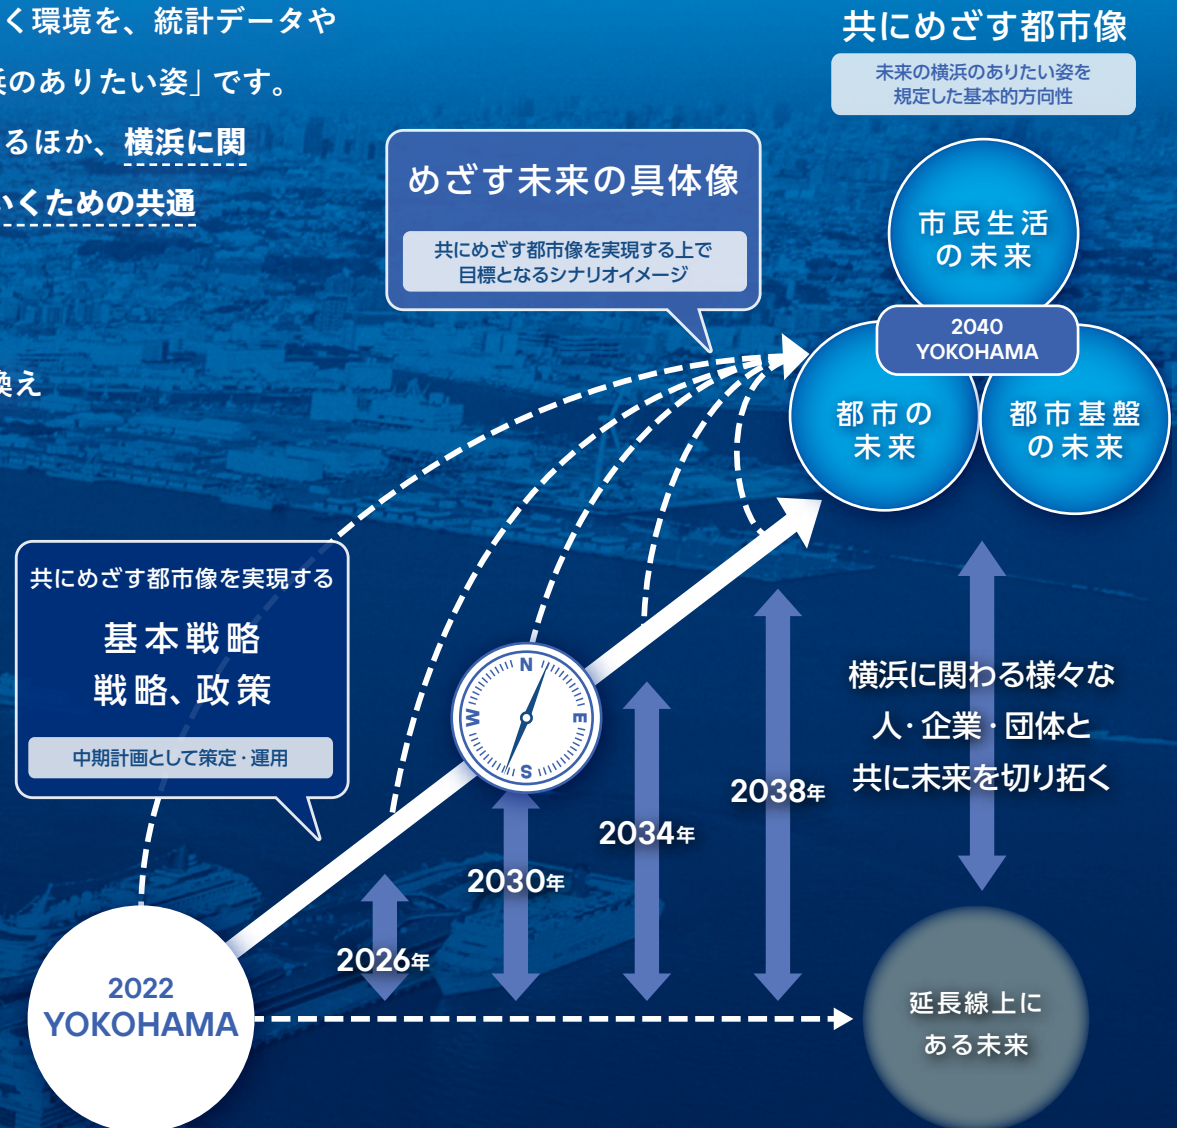 く環境を、統計データや
浜のありたい姿」です。
るほか、横浜に関
いくための共通
換え
共にめざす都市像
未来の横浜のありたい姿を
規定した基本的方向性
めざす未来の具体像
共にめざす都市像を実現する上で
目標となるシナリオイメージ
市民生活
の未来
2040
YOKOHAMA
都市の
未来
都市基盤
の未来
共にめざす都市像を実現する
基本戦略
戦略、政策
中期計画として策定・運用
N
W
E
S
横浜に関わる様々な
人・企業・団体と
共に未来を切り拓く
2038年
2034年
2030年
2026年
2022
YOKOHAMA
延長線上に
ある未来